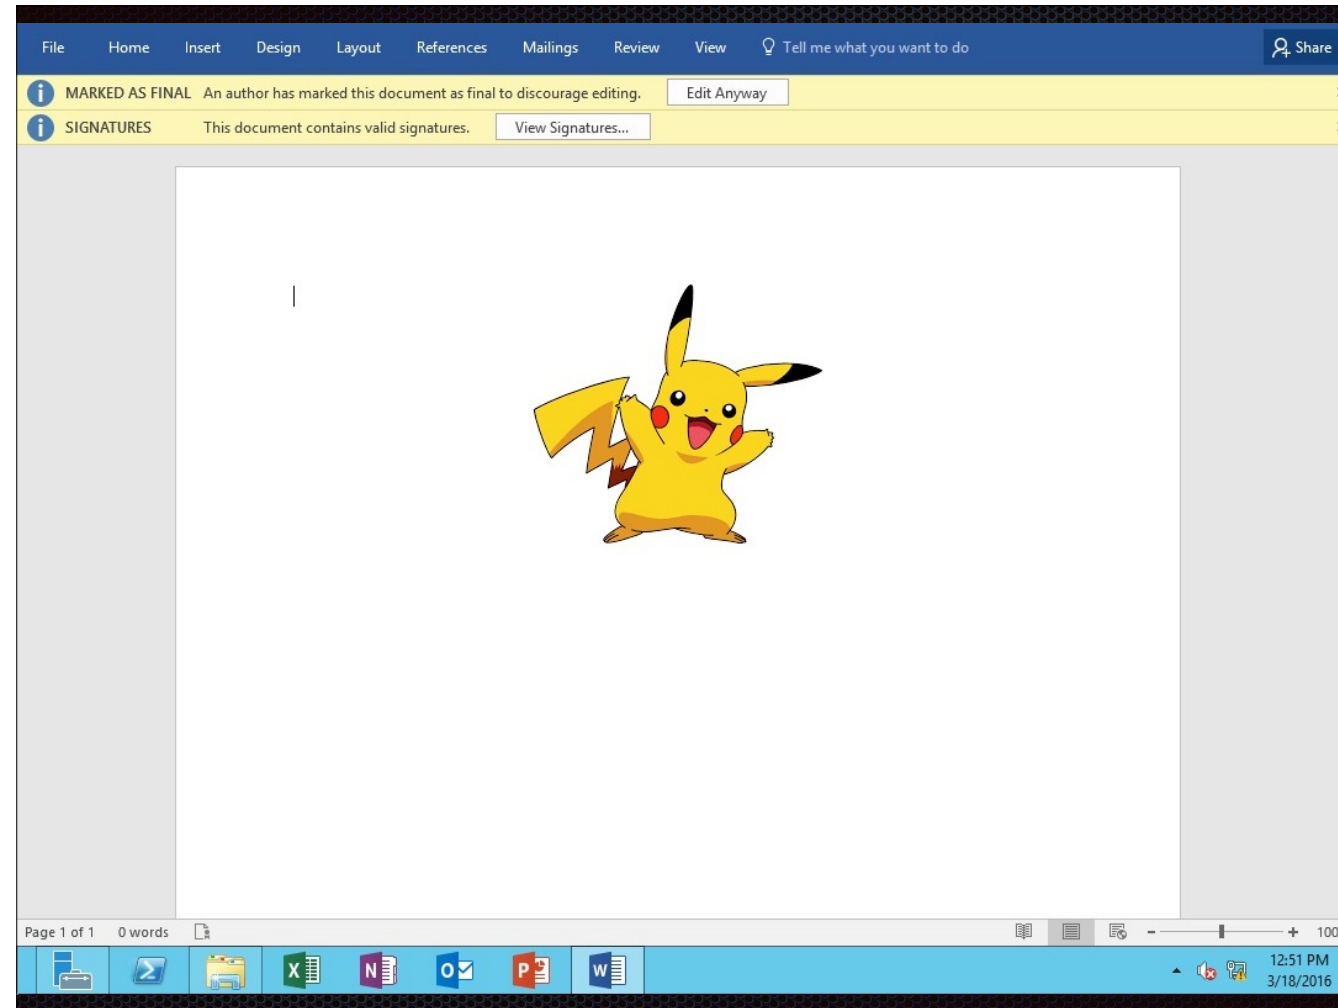 File Home Insert Design Layout References Mailings Review View Tell me what you want to do Share
MARKED AS FINAL An author has marked this document as final to discourage editing. Edit Anyway
SIGNATURES This document contains valid signatures. View Signatures...
Page 1 of 1 0 words 100
12:51 PM
3/18/2016